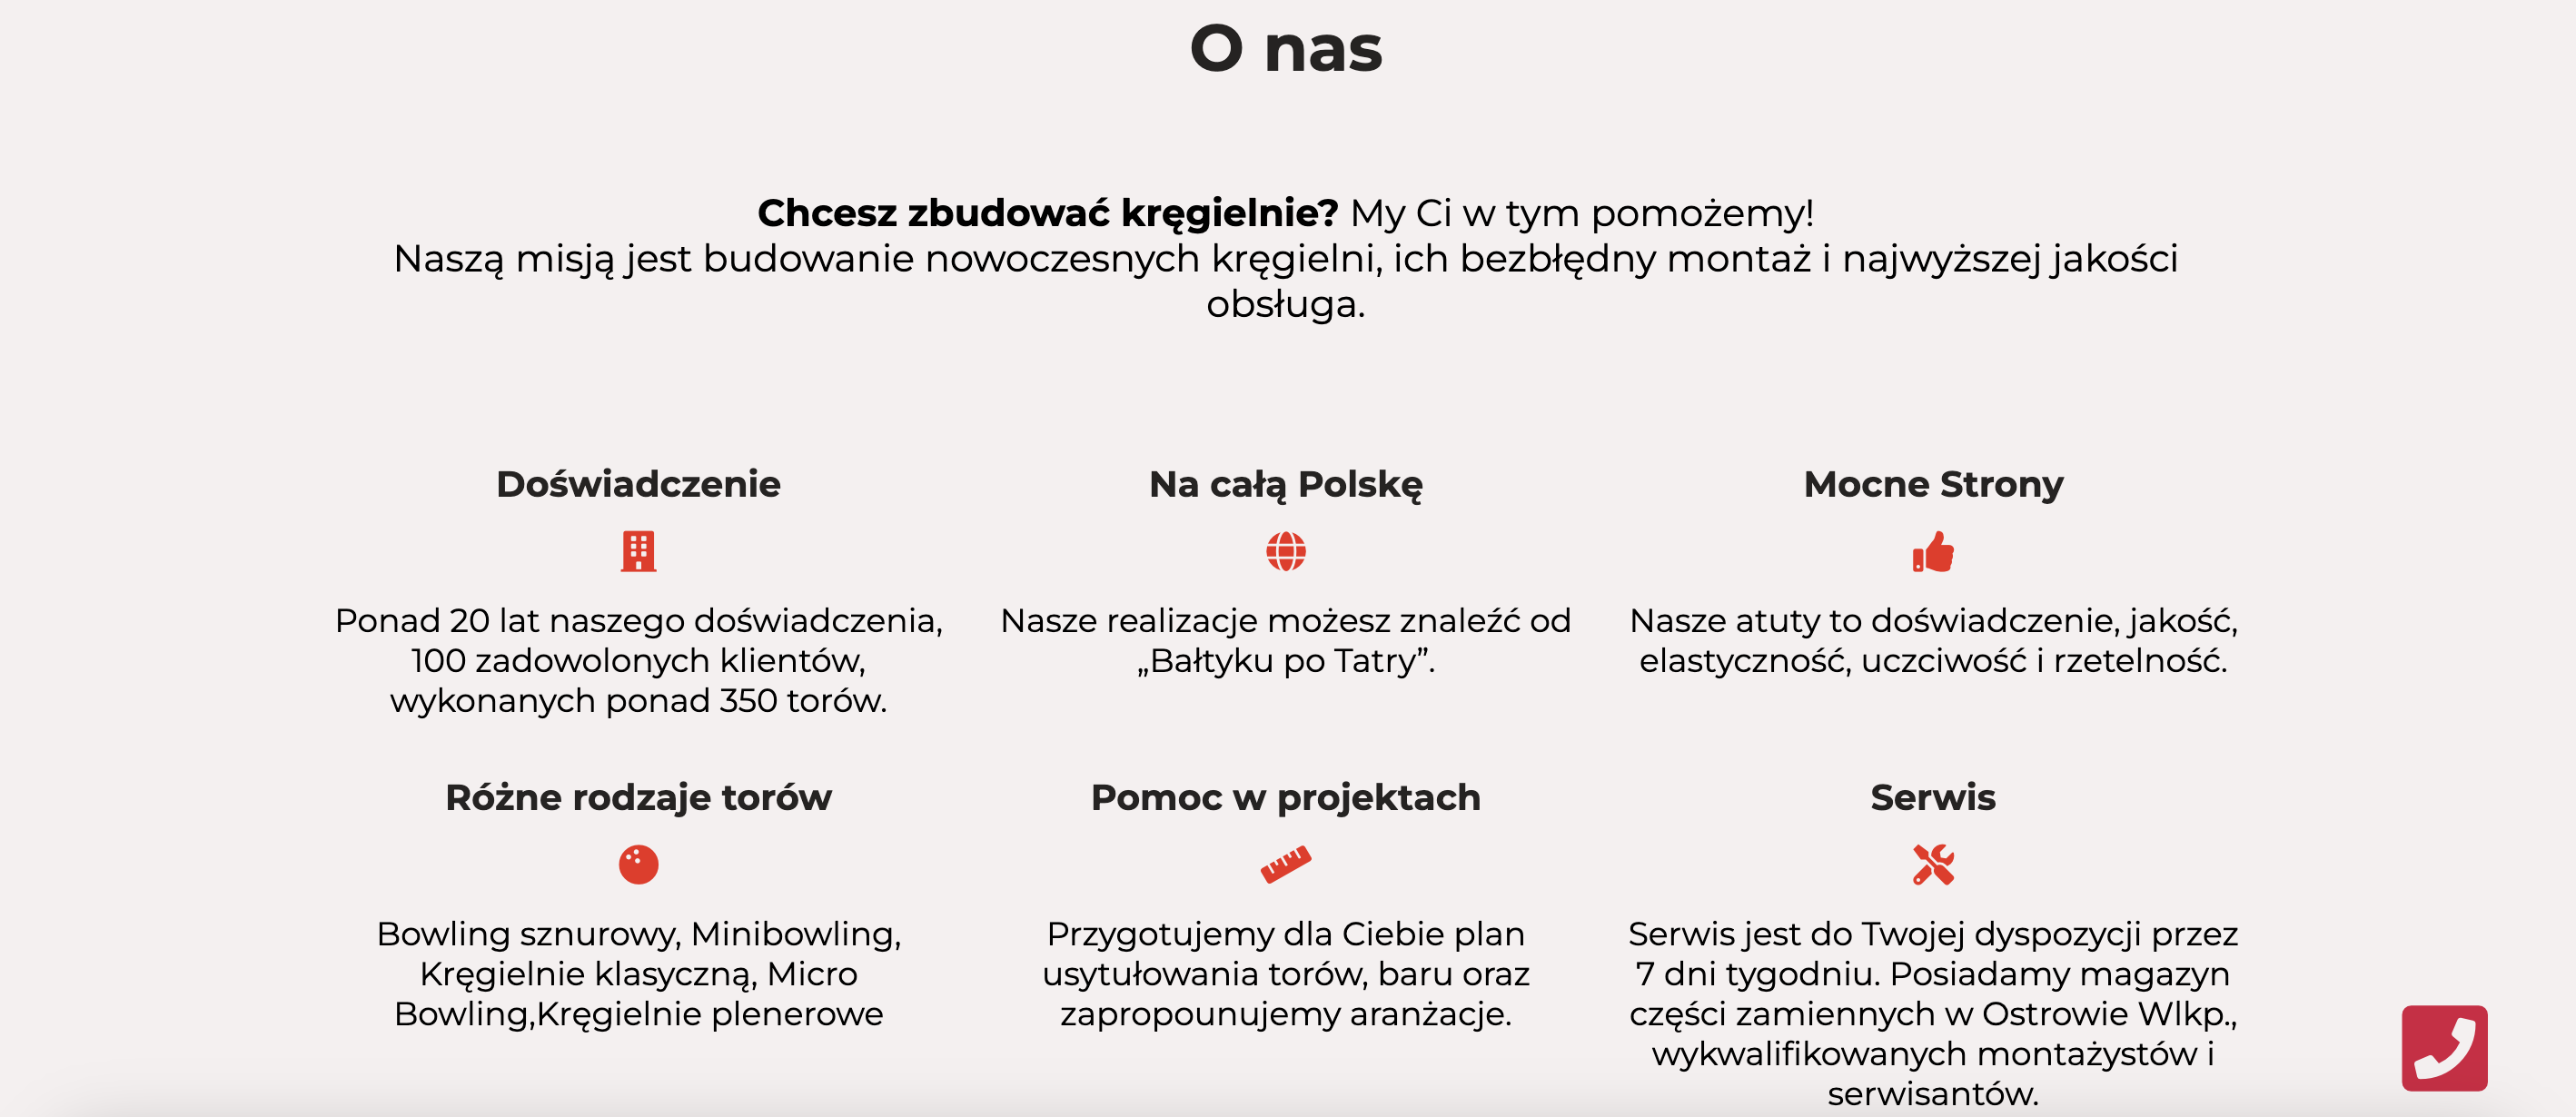 O nas
Chcesz zbudować kręgielnie? My Ci w tym pomożemy!
Naszą misją jest budowanie nowoczesnych kręgielni, ich bezbłędny montaż i najwyższej jakości
obsługa.
Doświadczenie
Ponad 20 lat naszego doświadczenia,
100 zadowolonych klientów,
wykonanych ponad 350 torów.
Na całą Polskę
Nasze realizacje możesz znaleźć od
„Bałtyku po Tatry”.
Mocne Strony
Nasze atuty to doświadczenie, jakość,
elastyczność, uczciwość i rzetelność.
Różne rodzaje torów
Bowling sznurowy, Minibowling,
Kręgielnie klasyczną, Micro
Bowling,Kręgielnie plenerowe
Pomoc w projektach
Przygotujemy dla Ciebie plan
usytułowania torów, baru oraz
zapropounujemy aranżacje.
Serwis
Serwis jest do Twojej dyspozycji przez
7 dni tygodniu. Posiadamy magazyn
części zamiennych w Ostrowie Wlkp.,
wykwalifikowanych montażystów i
serwisantów.